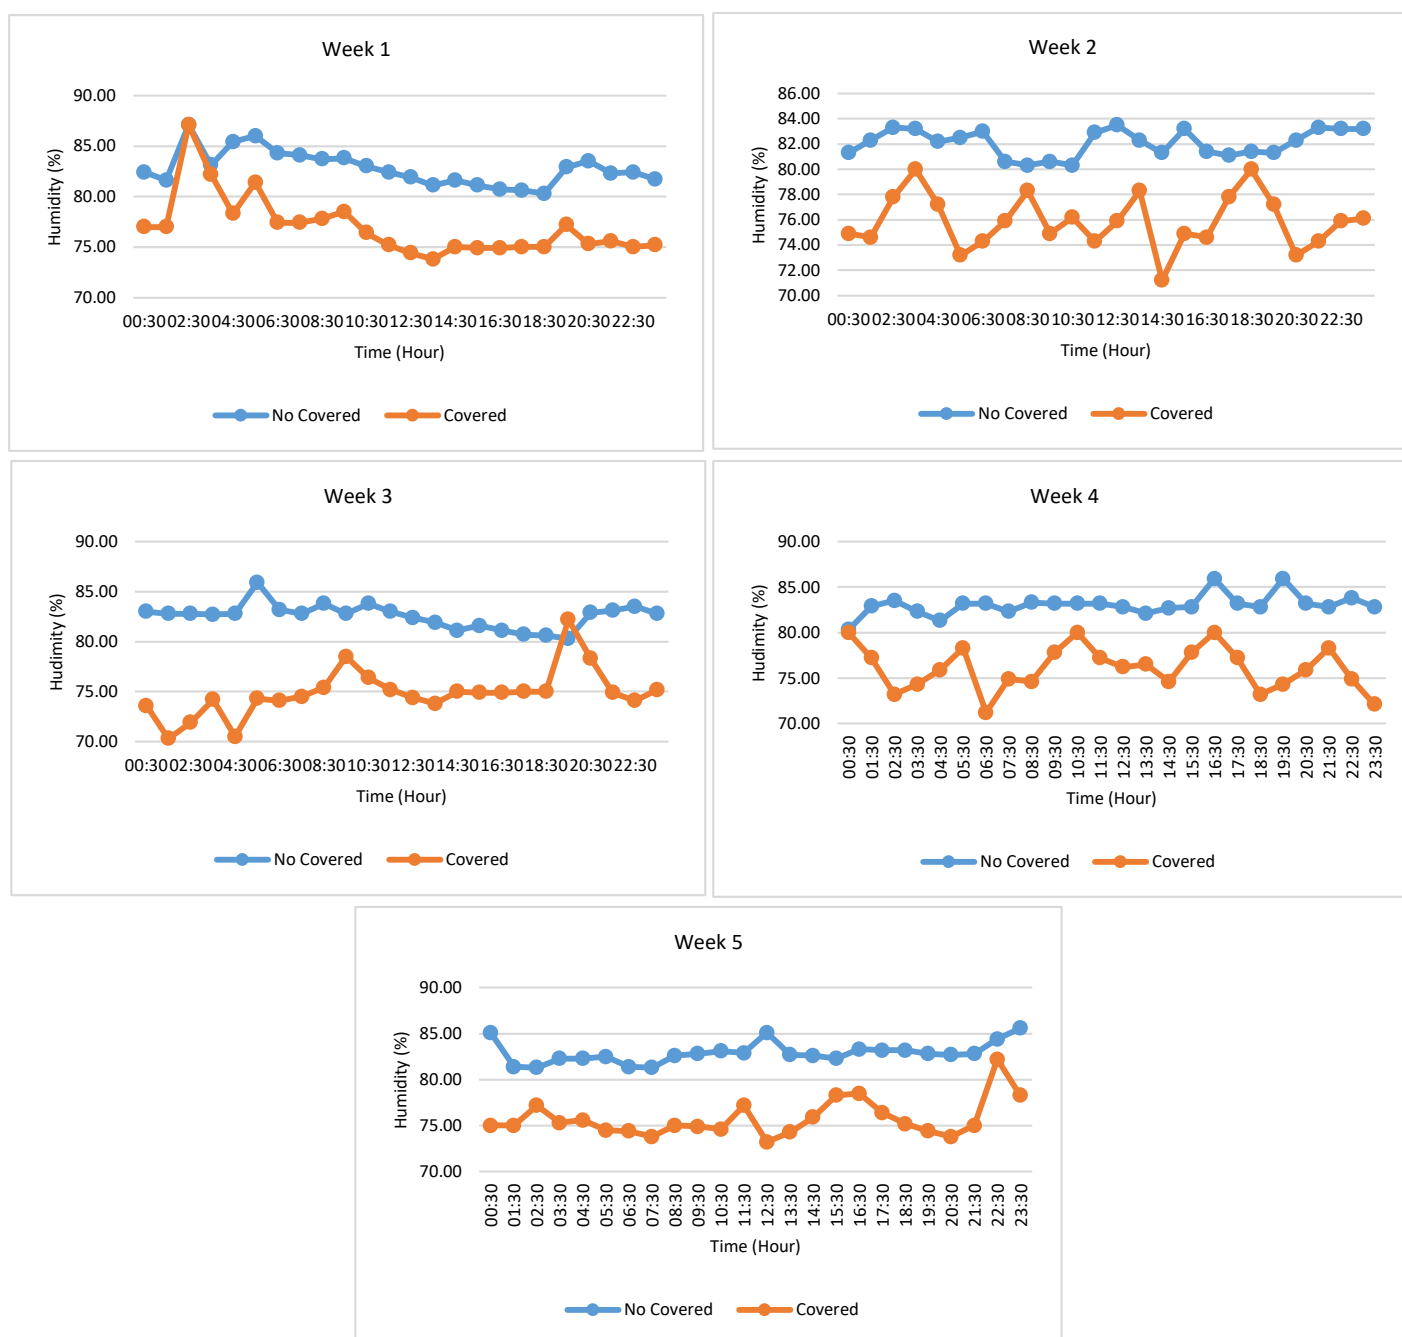 Week 1
90.00
85.00
80.00
75.00
70.00
Humidity (%)
00:30 02:30 04:30 06:30 08:30 10:30 12:30 14:30 16:30 18:30 20:30 22:30
Time (Hour)
No Covered Covered
Week 2
86.00
84.00
82.00
80.00
78.00
76.00
74.00
72.00
70.00
Humidity (%)
00:30 02:30 04:30 06:30 08:30 10:30 12:30 14:30 16:30 18:30 20:30 22:30
Time (Hour)
No Covered Covered
Week 3
90.00
85.00
80.00
75.00
70.00
Hudimity (%)
00:30 02:30 04:30 06:30 08:30 10:30 12:30 14:30 16:30 18:30 20:30 22:30
Time (Hour)
No Covered Covered
Week 4
90.00
85.00
80.00
75.00
70.00
Hudimity (%)
00:30 01:30 02:30 03:30 04:30 05:30 06:30 07:30 08:30 09:30 10:30 11:30 12:30 13:30 14:30 15:30 16:30 17:30 18:30 19:30 20:30 21:30 22:30 23:30
Time (Hour)
No Covered Covered
Week 5
90.00
85.00
80.00
75.00
70.00
Humidity (%)
00:30 01:30 02:30 03:30 04:30 05:30 06:30 07:30 08:30 09:30 10:30 11:30 12:30 13:30 14:30 15:30 16:30 17:30 18:30 19:30 20:30 21:30 22:30 23:30
Time (Hour)
No Covered Covered